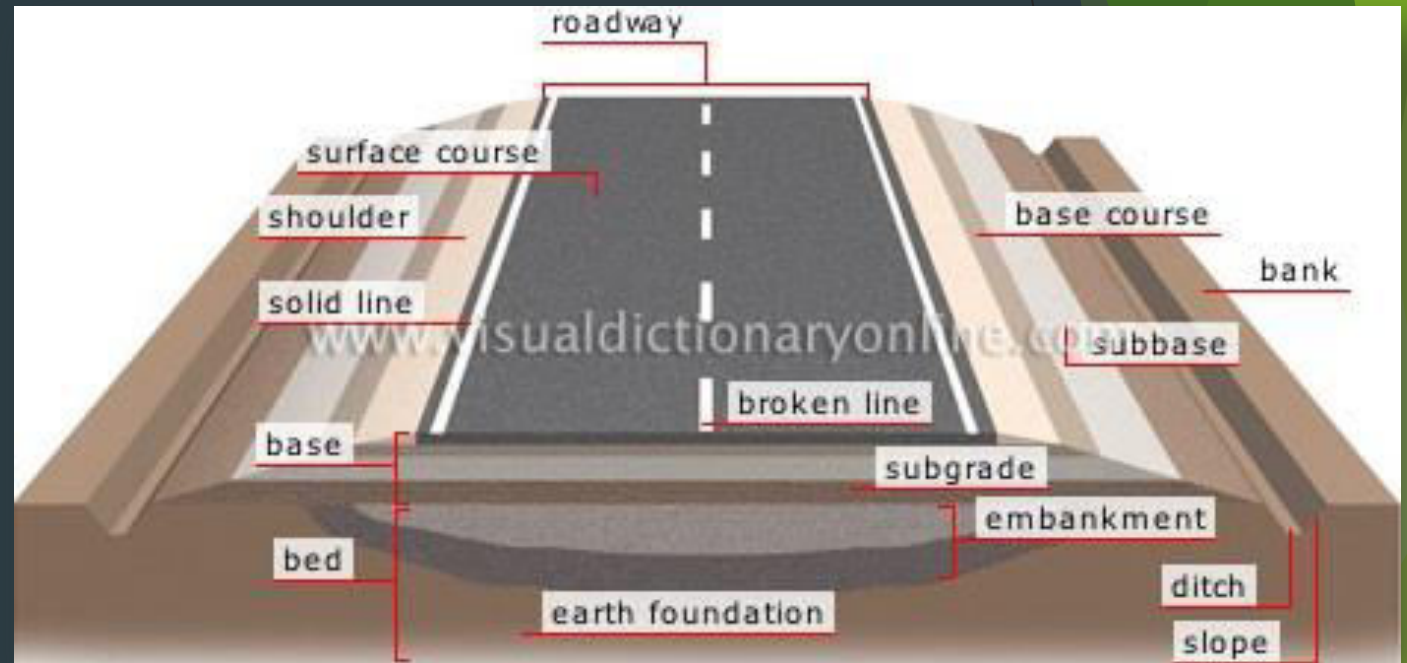 roadway
surface course
shoulder
base course
bank
solid line
www.visualdictionaryonline.com
subbase
broken line
base
subgrade
embankment
bed
ditch
earth foundation
slope